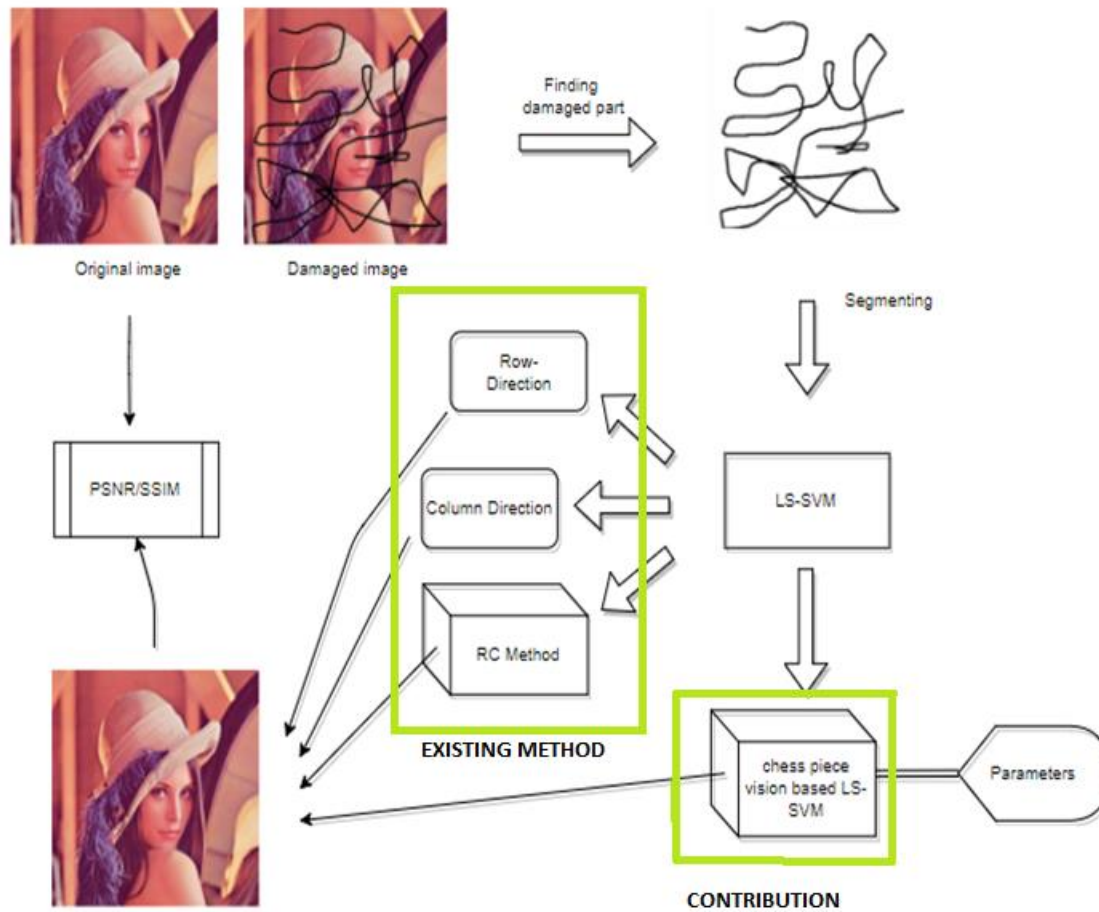 Finding
damaged part
Original image
Damaged image
Segmenting
Row-
Direction
PSNR/SSIM
Column Direction
LS-SVM
RC Method
EXISTING METHOD
chess piece
vision based LS-
SVM
Parameters
CONTRIBUTION